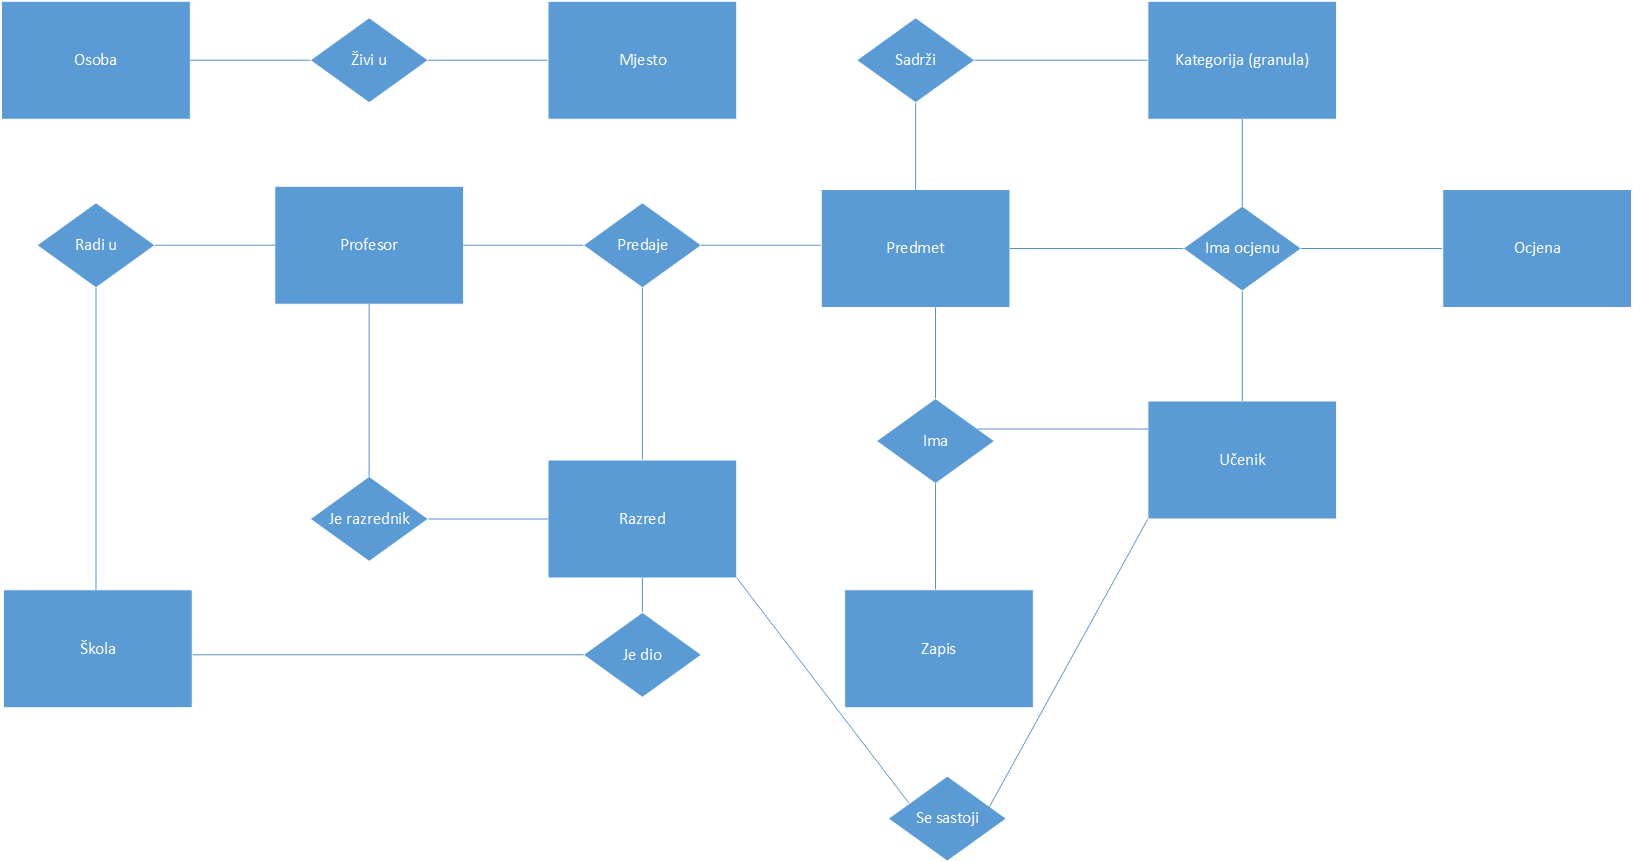 Osoba
Živi u
Mjesto
Sadrži
Kategorija (granula)
Radi u
Profesor
Predaje
Predmet
Ima ocjenu
Ocjena
Ima
Učenik
Je razrednik
Razred
Škola
Je dio
Zapis
Se sastoji